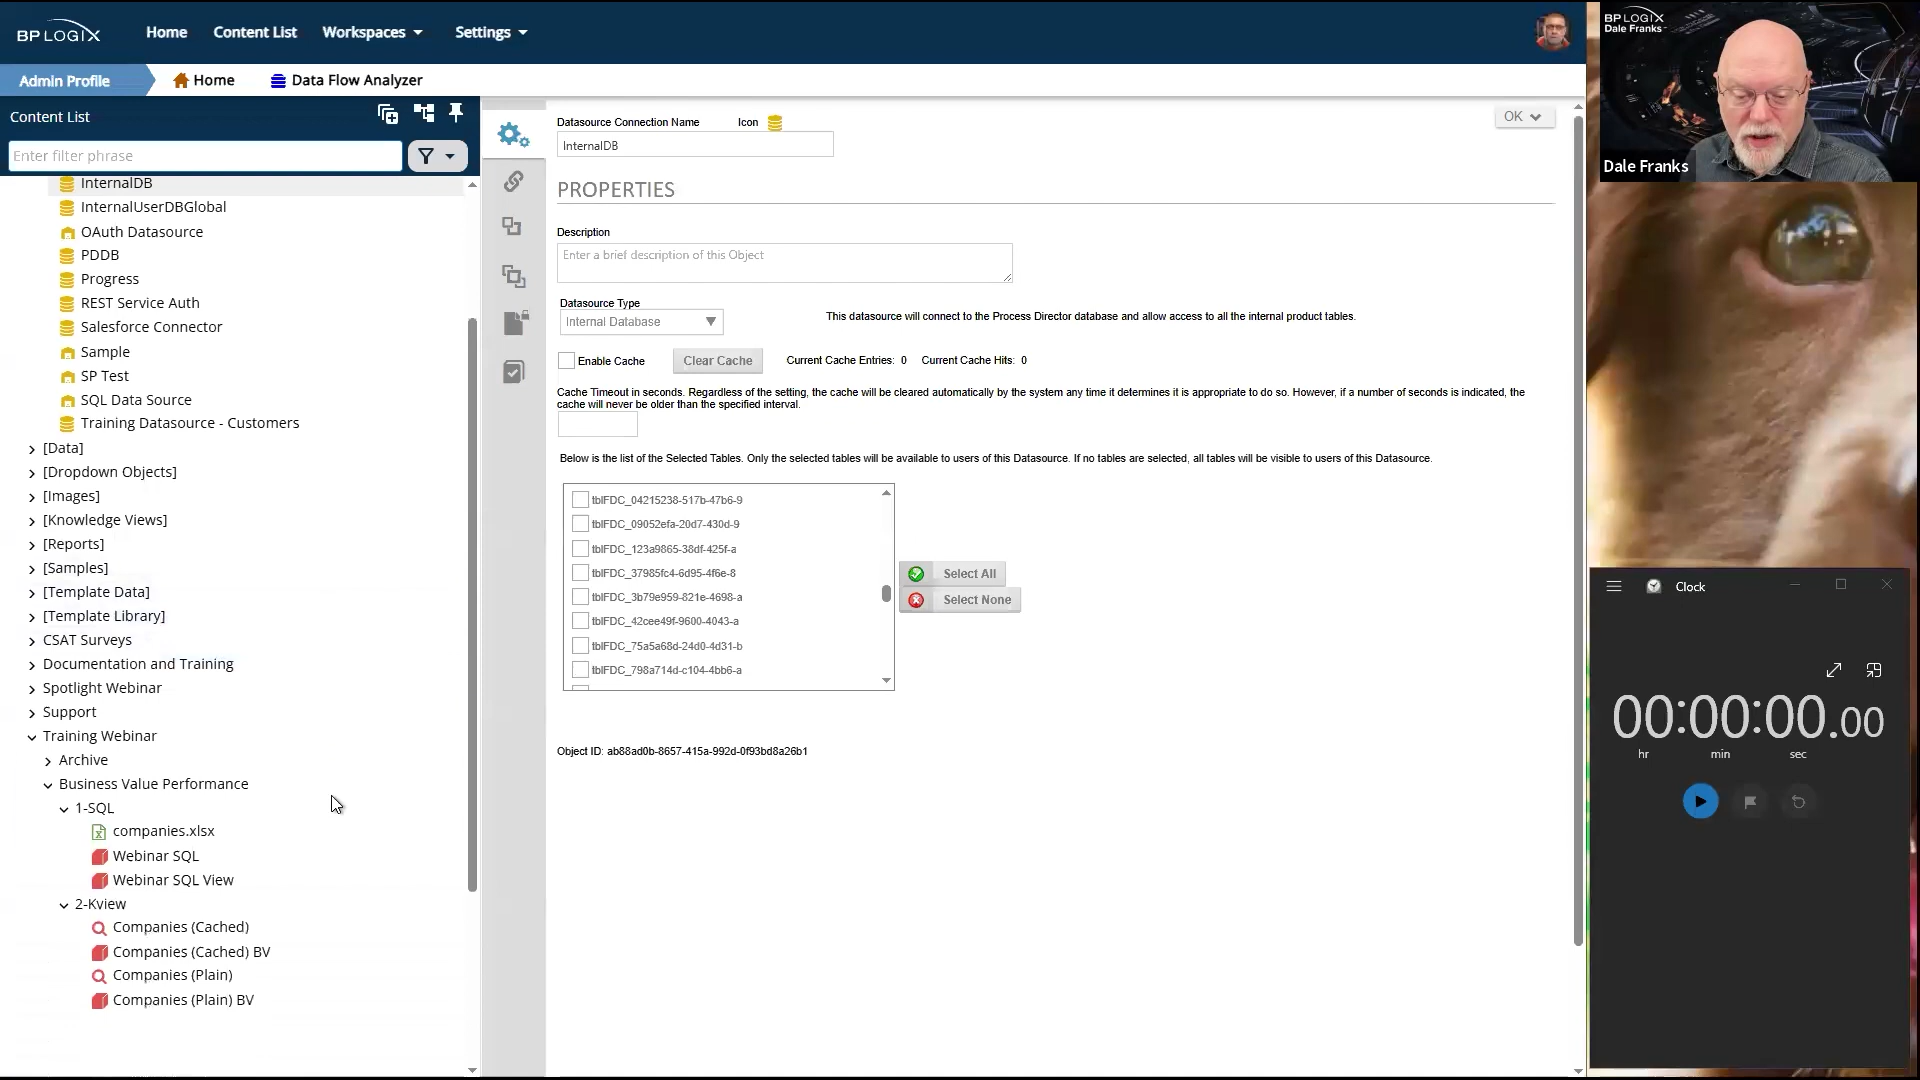 BP LOGIX
Home
Content List
Workspaces
Settings
Admin Profile
Home
Data Flow Analyzer
Content List
Enter filter phrase
InternalDB
InternalUserDBGlobal
OAuth Datasource
PDDB
Progress
REST Service Auth
Salesforce Connector
Sample
SP Test
SQL Data Source
Training Datasource - Customers
[Data]
[Dropdown Objects]
[Images]
[Knowledge Views]
[Reports]
[Samples]
[Template Data]
[Template Library]
CSAT Surveys
Documentation and Training
Spotlight Webinar
Support
Training Webinar
Archive
Business Value Performance
1-SQL
companies.xlsx
Webinar SQL
Webinar SQL View
2-Kview
Companies (Cached)
Companies (Cached) BV
Companies (Plain)
Companies (Plain) BV
Datasource Connection Name
Icon
OK
InternalDB
PROPERTIES
Description
Enter a brief description of this Object
Datasource Type
Internal Database
This datasource will connect to the Process Director database and allow access to all the internal product tables.
Enable Cache
Clear Cache
Current Cache Entries: 0
Current Cache Hits: 0
Cache Timeout in seconds. Regardless of the setting, the cache will be cleared automatically by the system any time it determines it is appropriate to do so. However, if a number of seconds is indicated, the
cache will never be older than the specified interval.
Below is the list of the Selected Tables. Only the selected tables will be available to users of this Datasource. If no tables are selected, all tables will be visible to users of this Datasource.
tblFDC_04215238-517b-47b6-9
tblFDC_09052efa-20d7-430d-9
tblFDC_123a9865-38df-425f-a
tblFDC_37985fc4-6d95-4f6e-8
tblFDC_3b79e959-821e-4698-a
tblFDC_42cee49f-9600-4043-a
tblFDC_75a5a68d-24d0-4d31-b
tblFDC_798a714d-c104-4bb6-a
Select All
Select None
Object ID: ab88ad0b-8657-415a-992d-0f93bd8a26b1
BP LOGIX
Dale Franks
Dale Franks
Clock
00:00:00.00
hr
min
sec